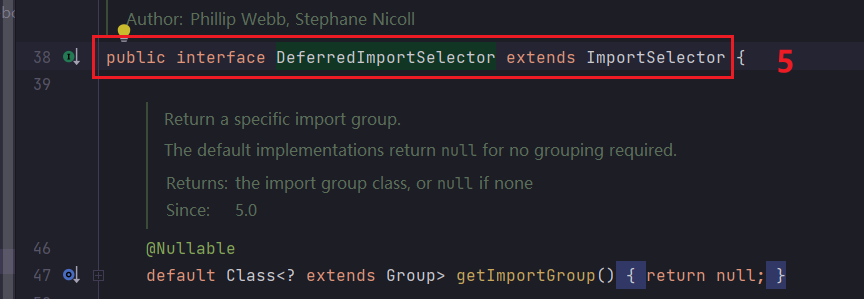 Author: Phillip Webb, Stephane Nicoll
38 public interface DeferredImportSelector extends ImportSelector { 5
39
Return a specific import group.
The default implementations return null for no grouping required.
Returns: the import group class, or null if none
Since: 5.0
46 @Nullable
47 default Class<? extends Group> getImportGroup() { return null; }